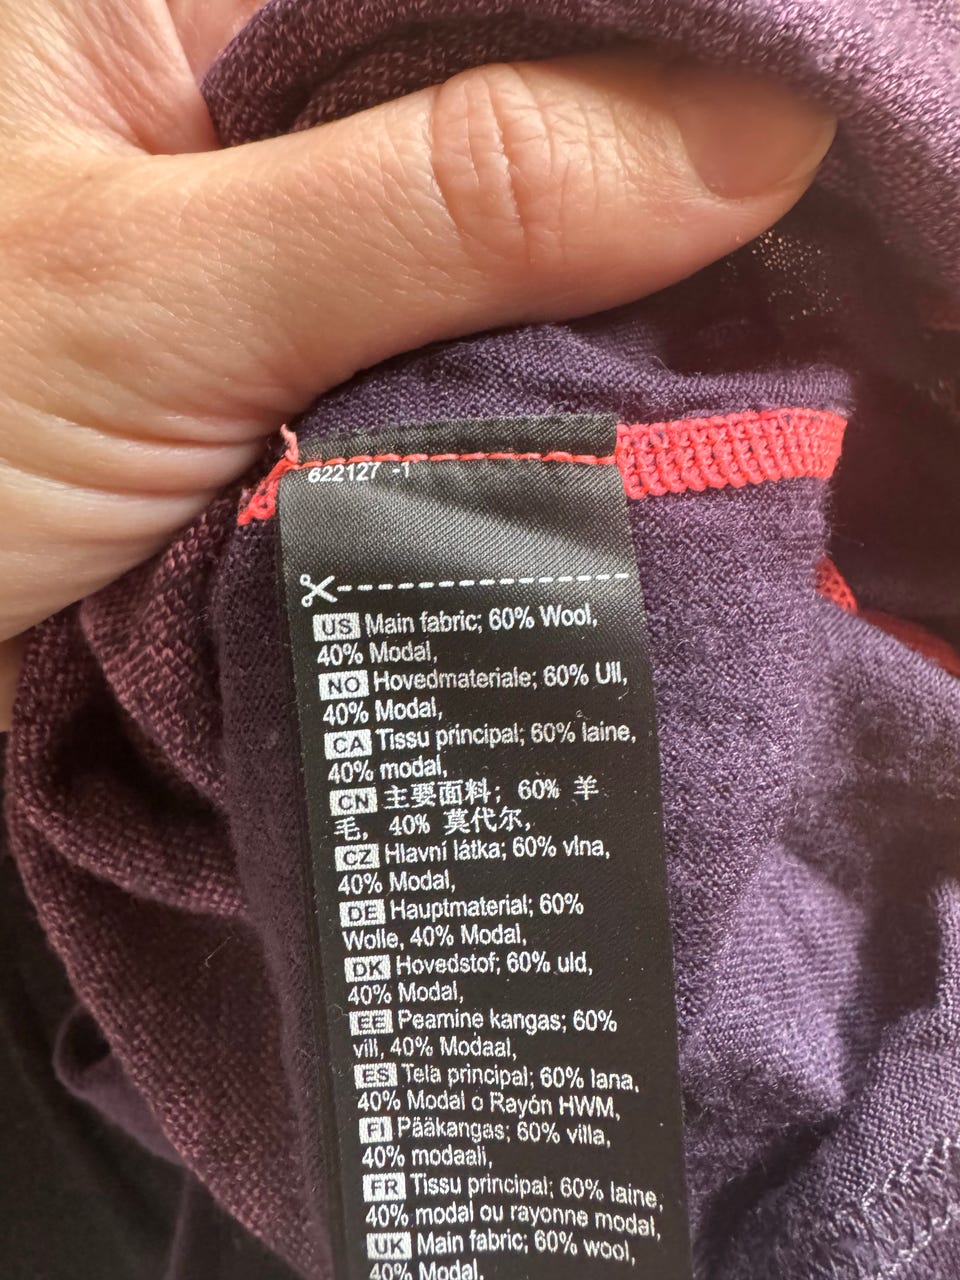 622127 -1
US Main fabric; 60% Wool,
40% Modal,
NO Hovedmateriale; 60% Ull,
40% Modal,
CA Tissu principal; 60% laine,
40% modal,
CN 主要面料; 60% 羊
毛, 40% 莫代尔,
CZ Hlavní látka; 60% vlna,
40% Modal,
DE Hauptmaterial; 60%
Wolle, 40% Modal,
DK Hovedstof; 60% uld,
40% Modal,
EE Peamine kangas; 60%
vill, 40% Modaal,
ES Tela principal; 60% lana,
40% Modal o Rayón HWM,
FI Pääkangas; 60% villa,
40% modaali,
FR Tissu principal; 60% laine,
40% modal ou rayonne modal,
UK Main fabric; 60% wool,
40% Modal,